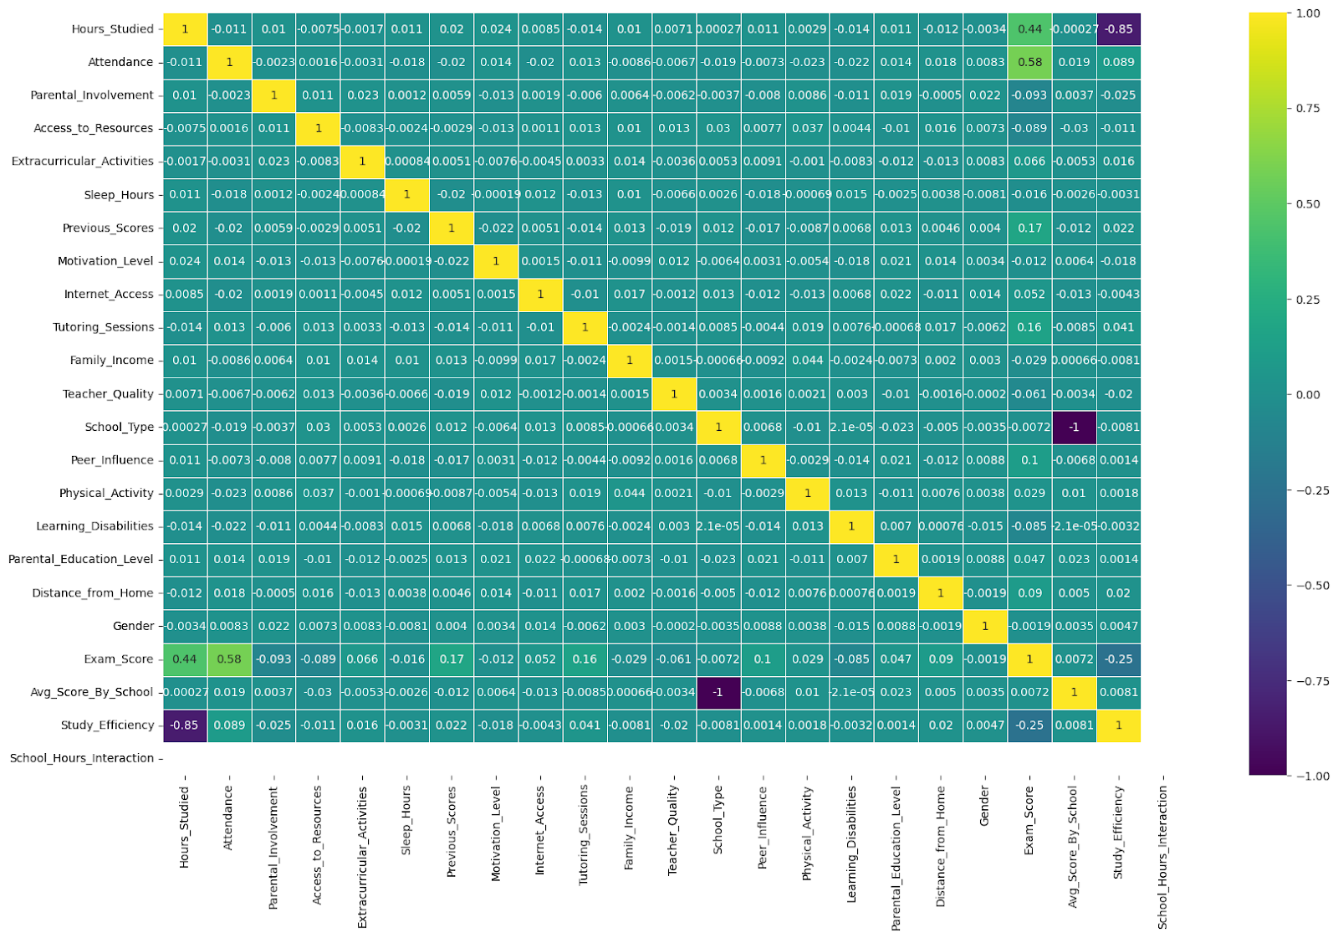 Hours_Studied 1 -0.011 0.01 -0.0075 -0.0017 0.011 0.02 0.024 0.0085 -0.014 0.01 0.0071 0.00027 0.011 0.0029 -0.014 0.011 -0.012 -0.0034 0.44 -0.00027 -0.85
Attendance -0.011 1 -0.0023 0.0016 -0.0031 -0.018 -0.02 0.014 -0.02 0.013 -0.0086 -0.0067 -0.019 -0.0073 -0.023 -0.022 0.014 0.018 0.0083 0.58 0.019 0.089
Parental_Involvement 0.01 -0.0023 1 0.011 0.023 0.0012 0.0059 -0.013 0.0019 -0.006 0.0064 -0.0062 -0.0037 -0.008 0.0086 -0.011 0.019 -0.0005 0.022 -0.093 0.0037 -0.025
Access_to_Resources -0.0075 0.0016 0.011 1 -0.0083 -0.0024 -0.0029 -0.013 0.0011 0.013 0.01 0.013 0.03 0.0077 0.037 0.0044 -0.01 0.016 0.0073 -0.089 -0.03 -0.011
Extracurricular_Activities -0.0017 -0.0031 0.023 -0.0083 1 0.00084 0.0051 -0.0076 -0.0045 0.0033 0.014 -0.0036 0.0053 0.0091 -0.001 -0.0083 -0.012 -0.013 0.0083 0.066 -0.0053 0.016
Sleep_Hours 0.011 -0.018 0.0012 -0.0024 0.00084 1 -0.02 -0.00019 0.012 -0.013 0.01 -0.0066 0.0026 -0.018 -0.00069 0.015 -0.0025 0.0038 -0.0081 -0.016 -0.0026 -0.0031
Previous_Scores 0.02 -0.02 0.0059 -0.0029 0.0051 -0.02 1 -0.022 0.0051 -0.014 0.013 -0.019 0.012 -0.017 -0.0087 0.0068 0.013 0.0046 0.004 0.17 -0.012 0.022
Motivation_Level 0.024 0.014 -0.013 -0.013 -0.0076 -0.00019 -0.022 1 0.0015 -0.011 -0.0099 0.012 -0.0064 0.0031 -0.0054 -0.018 0.021 0.014 0.0034 -0.012 0.0064 -0.018
Internet_Access 0.0085 -0.02 0.0019 0.0011 -0.0045 0.012 0.0051 0.0015 1 -0.01 0.017 -0.0012 0.013 -0.012 -0.013 0.0068 0.022 -0.011 0.014 0.052 -0.013 -0.0043
Tutoring_Sessions -0.014 0.013 -0.006 0.013 0.0033 -0.013 -0.014 -0.011 -0.01 1 -0.0024 -0.0014 0.0085 -0.0044 0.019 0.0076 -0.00068 0.017 -0.0062 0.16 -0.0085 0.041
Family_Income 0.01 -0.0086 0.0064 0.01 0.014 0.01 0.013 -0.0099 0.017 -0.0024 1 0.0015 -0.00066 -0.0092 0.044 -0.0024 -0.0073 0.002 0.003 -0.029 0.00066 -0.0081
Teacher_Quality 0.0071 -0.0067 -0.0062 0.013 -0.0036 -0.0066 -0.019 0.012 -0.0012 -0.0014 0.0015 1 0.0034 0.0016 0.0021 0.003 -0.01 -0.0016 -0.0002 -0.061 -0.0034 -0.02
School_Type 0.00027 -0.019 -0.0037 0.03 0.0053 0.0026 0.012 -0.0064 0.013 0.0085 -0.00066 0.0034 1 0.0068 -0.01 2.1e-05 -0.023 -0.005 -0.0035 -0.0072 -1 -0.0081
Peer_Influence 0.011 -0.0073 -0.008 0.0077 0.0091 -0.018 -0.017 0.0031 -0.012 -0.0044 -0.0092 0.0016 0.0068 1 -0.0029 -0.014 0.021 -0.012 0.0088 0.1 -0.0068 0.0014
Physical_Activity 0.0029 -0.023 0.0086 0.037 -0.001 -0.00069 -0.0087 -0.0054 -0.013 0.019 0.044 0.0021 -0.01 -0.0029 1 0.013 -0.011 0.0076 0.0038 0.029 0.01 0.0018
Learning_Disabilities -0.014 -0.022 -0.011 0.0044 -0.0083 0.015 0.0068 -0.018 0.0068 0.0076 -0.0024 0.003 2.1e-05 -0.014 0.013 1 0.007 0.00076 -0.015 -0.085 -2.1e-05 -0.0032
Parental_Education_Level 0.011 0.014 0.019 -0.01 -0.012 -0.0025 0.013 0.021 0.022 -0.00068 -0.0073 -0.01 -0.023 0.021 -0.011 0.007 1 0.0019 0.0088 0.047 0.023 0.0014
Distance_from_Home -0.012 0.018 -0.0005 0.016 -0.013 0.0038 0.0046 0.014 -0.011 0.017 0.002 -0.0016 -0.005 -0.012 0.0076 0.00076 0.0019 1 -0.0019 0.09 0.005 0.02
Gender -0.0034 0.0083 0.022 0.0073 0.0083 -0.0081 0.004 0.0034 0.014 -0.0062 0.003 -0.0002 -0.0035 0.0088 0.0038 -0.015 0.0088 -0.0019 1 -0.0019 0.0035 0.0047
Exam_Score 0.44 0.58 -0.093 -0.089 0.066 -0.016 0.17 -0.012 0.052 0.16 -0.029 -0.061 -0.0072 0.1 0.029 -0.085 0.047 0.09 -0.0019 1 0.0072 -0.25
Avg_Score_By_School 0.00027 0.019 0.0037 -0.03 -0.0053 -0.0026 -0.012 0.0064 -0.013 -0.0085 0.00066 -0.0034 -1 -0.0068 0.01 -2.1e-05 0.023 0.005 0.0035 0.0072 1 0.0081
Study_Efficiency -0.85 0.089 -0.025 -0.011 0.016 -0.0031 0.022 -0.018 -0.0043 0.041 -0.0081 -0.02 -0.0081 0.0014 0.0018 -0.0032 0.0014 0.02 0.0047 -0.25 0.0081 1
School_Hours_Interaction
Hours_Studied
Attendance
Parental_Involvement
Access_to_Resources
Extracurricular_Activities
Sleep_Hours
Previous_Scores
Motivation_Level
Internet_Access
Tutoring_Sessions
Family_Income
Teacher_Quality
School_Type
Peer_Influence
Physical_Activity
Learning_Disabilities
Parental_Education_Level
Distance_from_Home
Gender
Exam_Score
Avg_Score_By_School
Study_Efficiency
School_Hours_Interaction
1.00
0.75
0.50
0.25
0.00
−0.25
−0.50
−0.75
−1.00